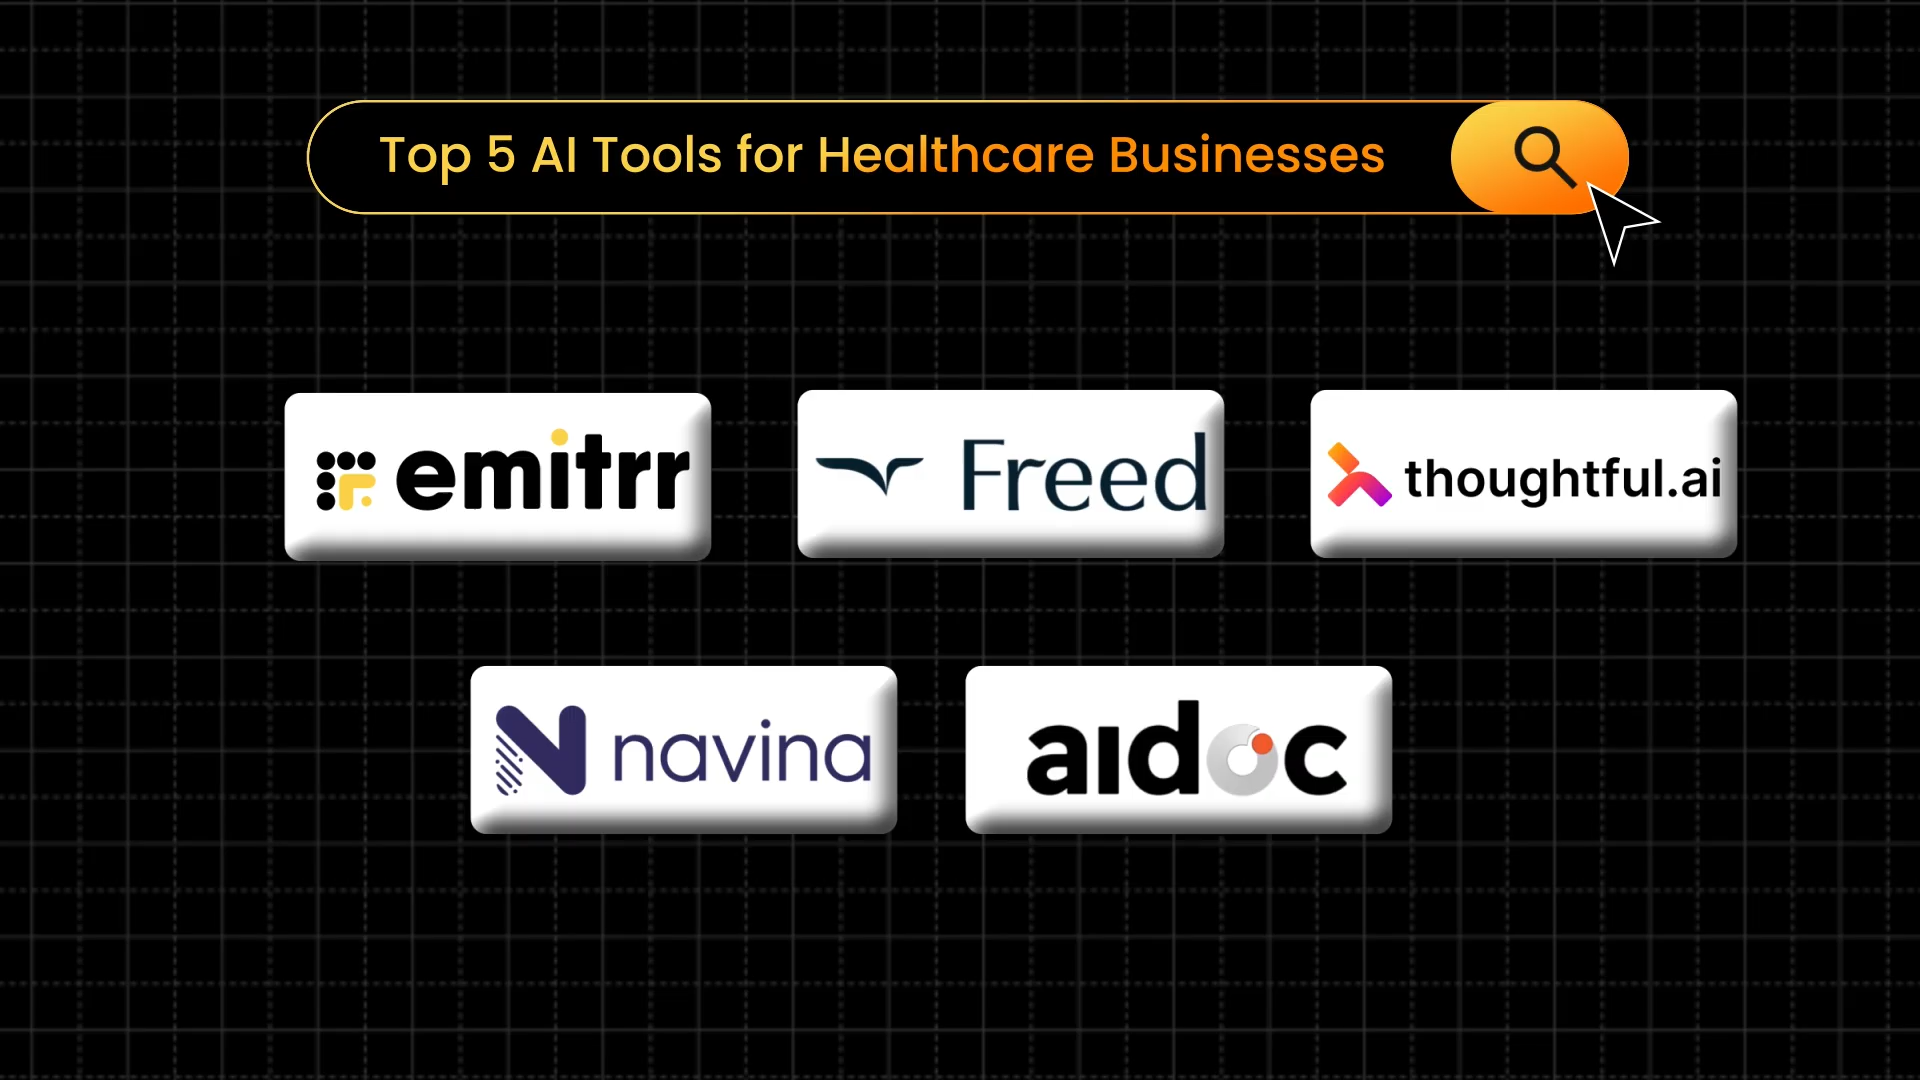 Top 5 AI Tools for Healthcare Businesses
emitrr
Freed
thoughtful.ai
navina
aidoc